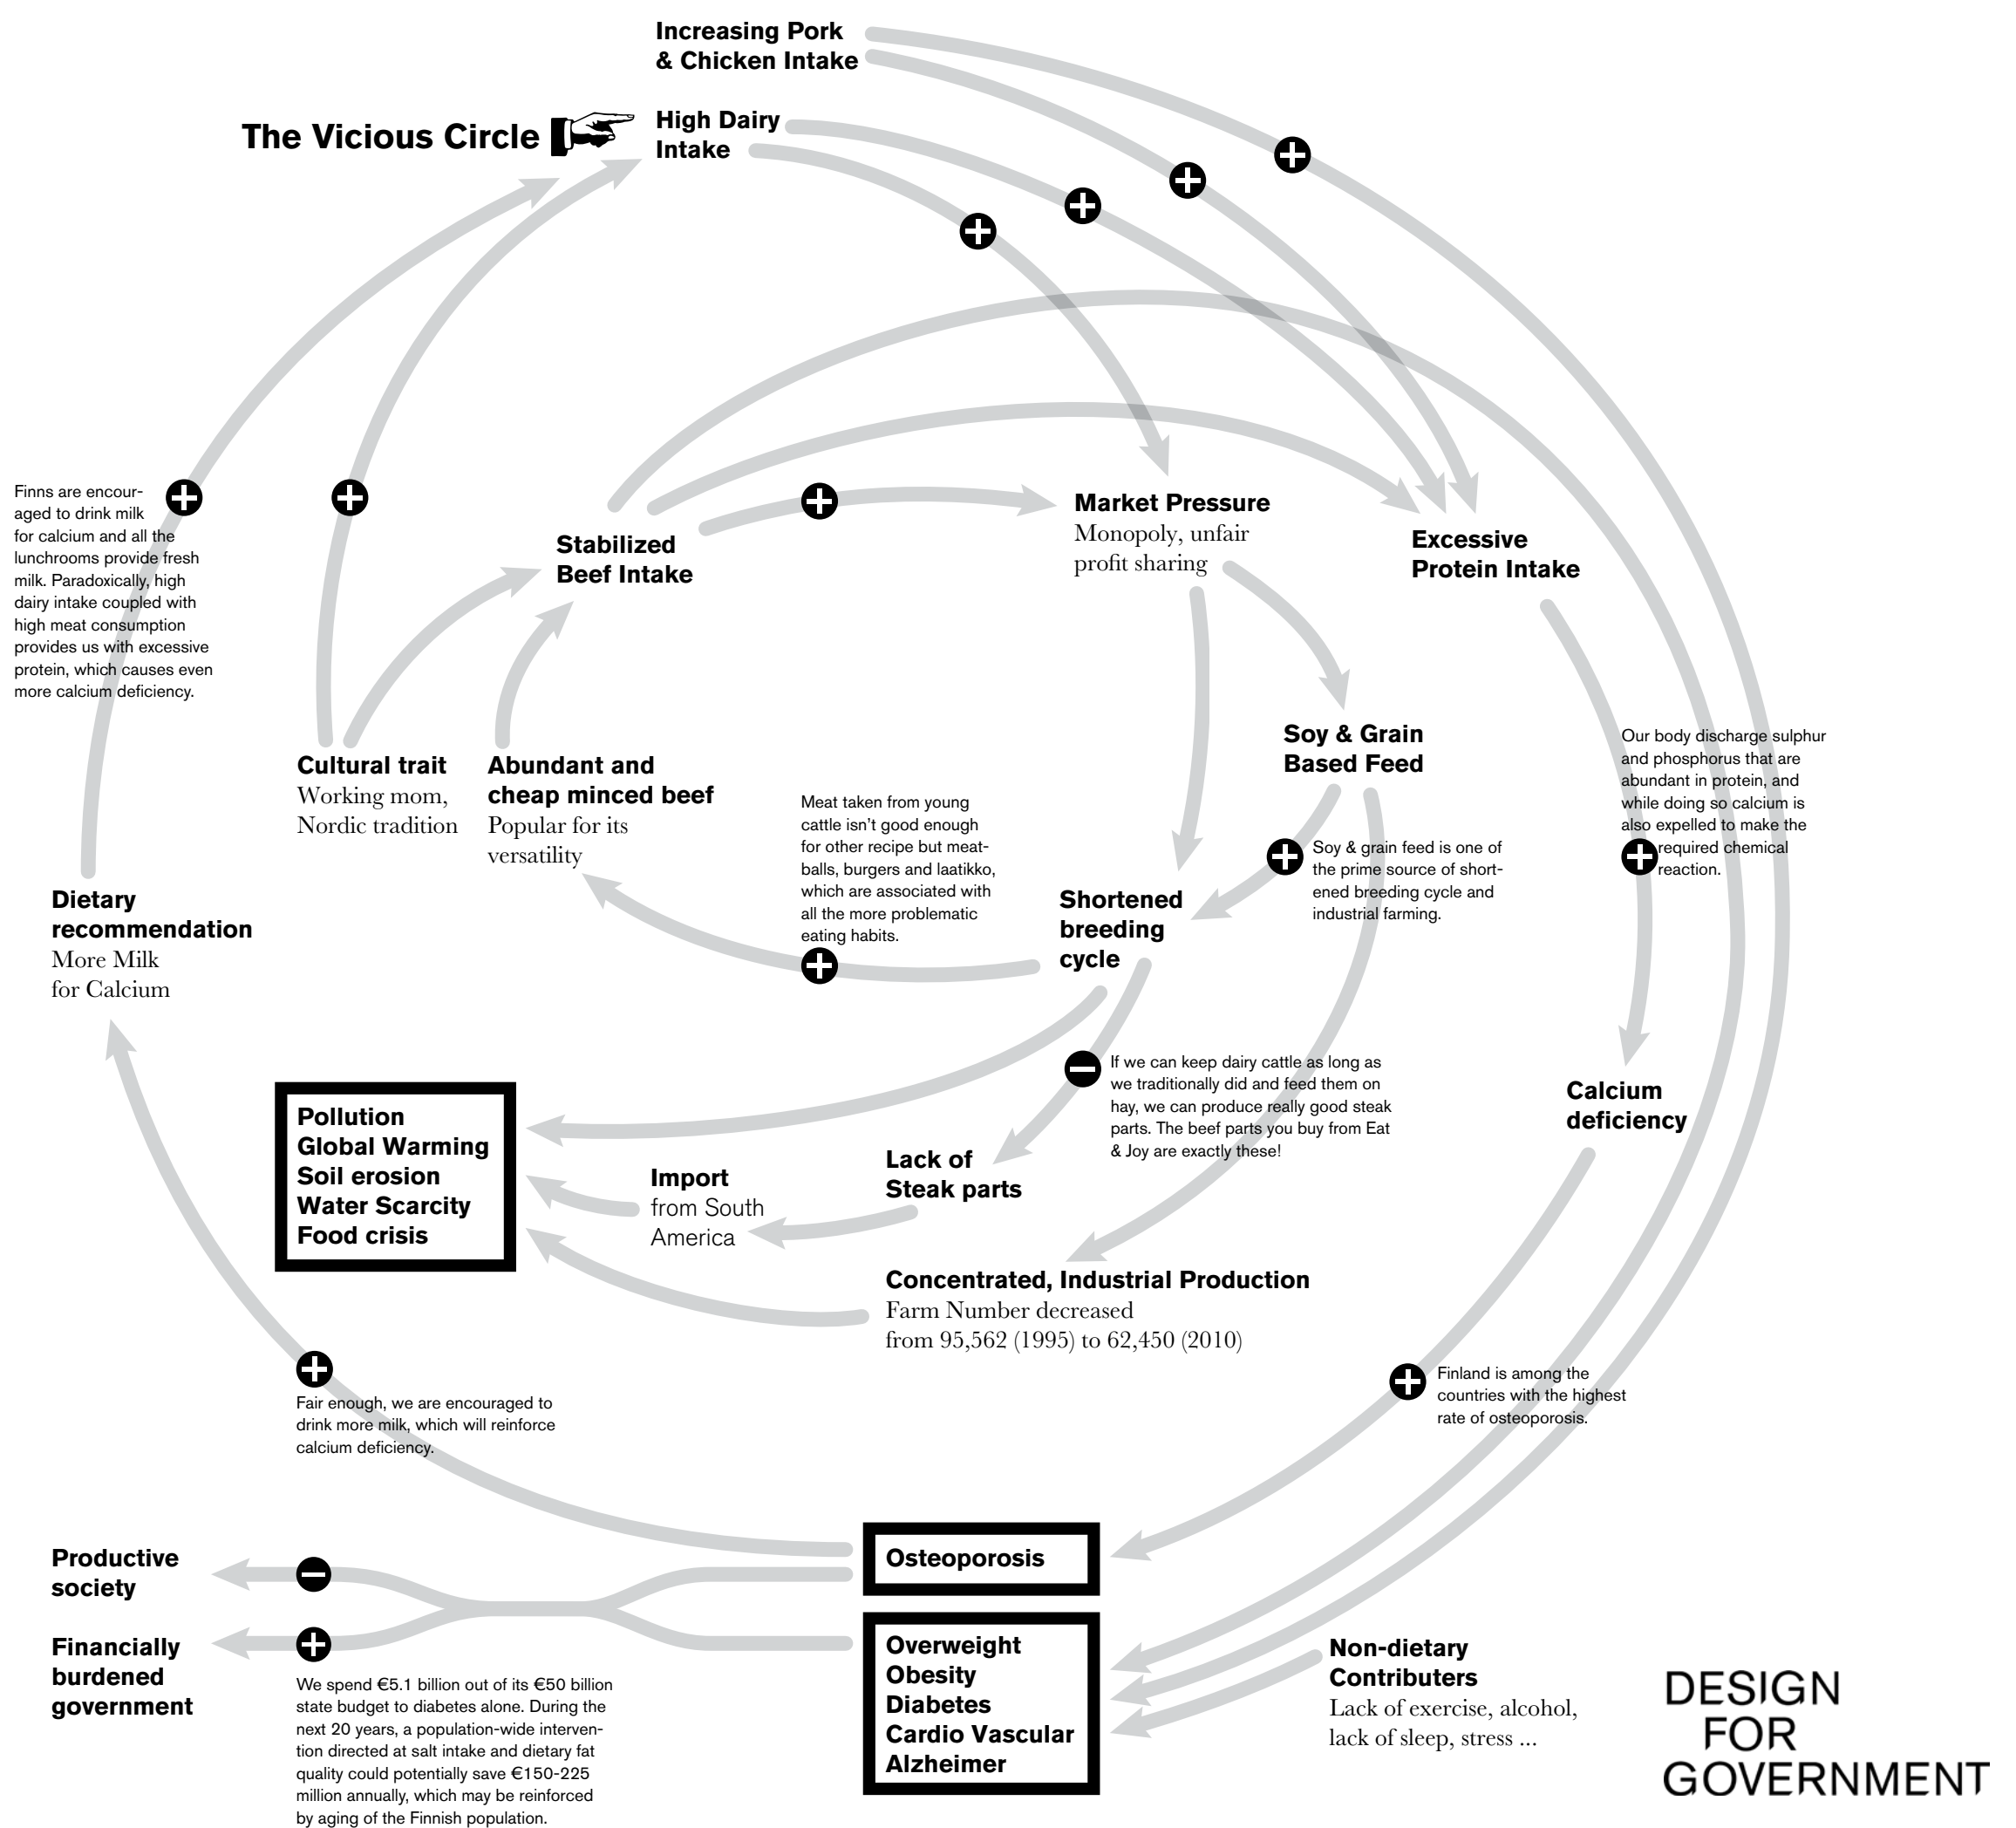 Increasing Pork
& Chicken Intake
The Vicious Circle
High Dairy
Intake
Finns are encour-
aged to drink milk
for calcium and all the
lunchrooms provide fresh
milk. Paradoxically, high
dairy intake coupled with
high meat consumption
provides us with excessive
protein, which causes even
more calcium deficiency.
Stabilized
Beef Intake
Market Pressure
Monopoly, unfair
profit sharing
Excessive
Protein Intake
Cultural trait
Working mom,
Nordic tradition
Abundant and
cheap minced beef
Popular for its
versatility
Soy & Grain
Based Feed
Our body discharge sulphur
and phosphorus that are
abundant in protein, and
while doing so calcium is
also expelled to make the
required chemical
reaction.
Meat taken from young
cattle isn't good enough
for other recipe but meat-
balls, burgers and laatikko,
which are associated with
all the more problematic
eating habits.
Soy & grain feed is one of
the prime source of short-
ened breeding cycle and
industrial farming.
Dietary
recommendation
More Milk
for Calcium
Shortened
breeding
cycle
If we can keep dairy cattle as long as
we traditionally did and feed them on
hay, we can produce really good steak
parts. The beef parts you buy from Eat
& Joy are exactly these!
Calcium
deficiency
Pollution
Global Warming
Soil erosion
Water Scarcity
Food crisis
Import
from South
America
Lack of
Steak parts
Concentrated, Industrial Production
Farm Number decreased
from 95,562 (1995) to 62,450 (2010)
Fair enough, we are encouraged to
drink more milk, which will reinforce
calcium deficiency.
Finland is among the
countries with the highest
rate of osteoporosis.
Productive
society
Osteoporosis
Financially
burdened
government
Overweight
Obesity
Diabetes
Cardio Vascular
Alzheimer
Non-dietary
Contributers
Lack of exercise, alcohol,
lack of sleep, stress ...
We spend €5.1 billion out of its €50 billion
state budget to diabetes alone. During the
next 20 years, a population-wide interven-
tion directed at salt intake and dietary fat
quality could potentially save €150-225
million annually, which may be reinforced
by aging of the Finnish population.
DESIGN
FOR
GOVERNMENT